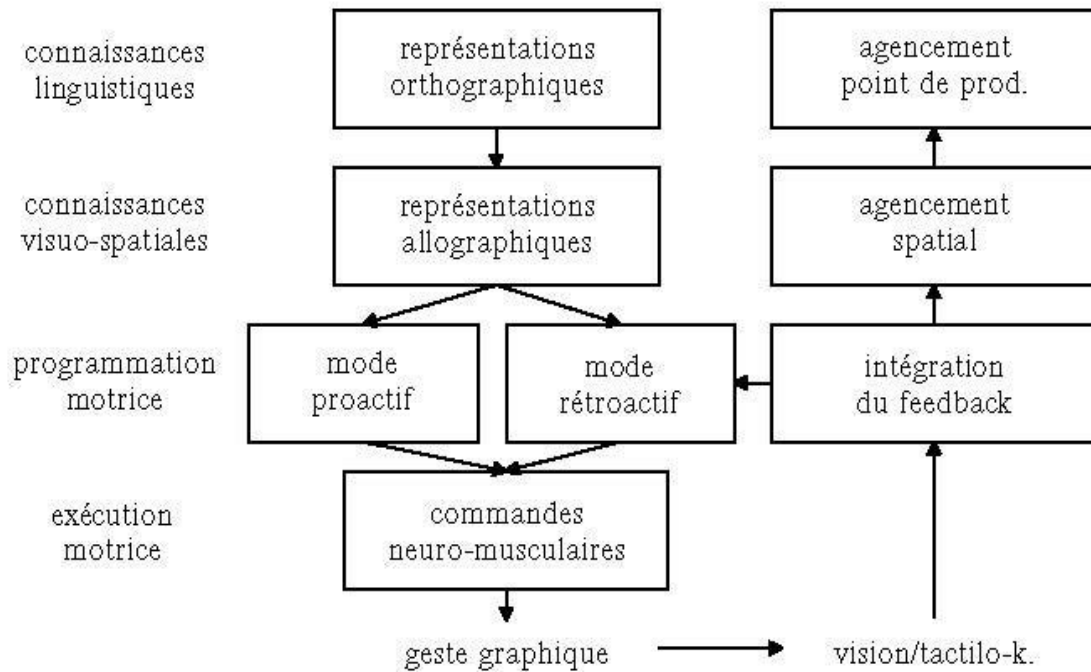 connaissances
linguistiques
représentations
orthographiques
agencement
point de prod.
connaissances
visuo-spatiales
représentations
allographiques
agencement
spatial
programmation
motrice
mode
proactif
mode
rétroactif
intégration
du feedback
exécution
motrice
commandes
neuro-musculaires
geste graphique
vision/tactilo-k.